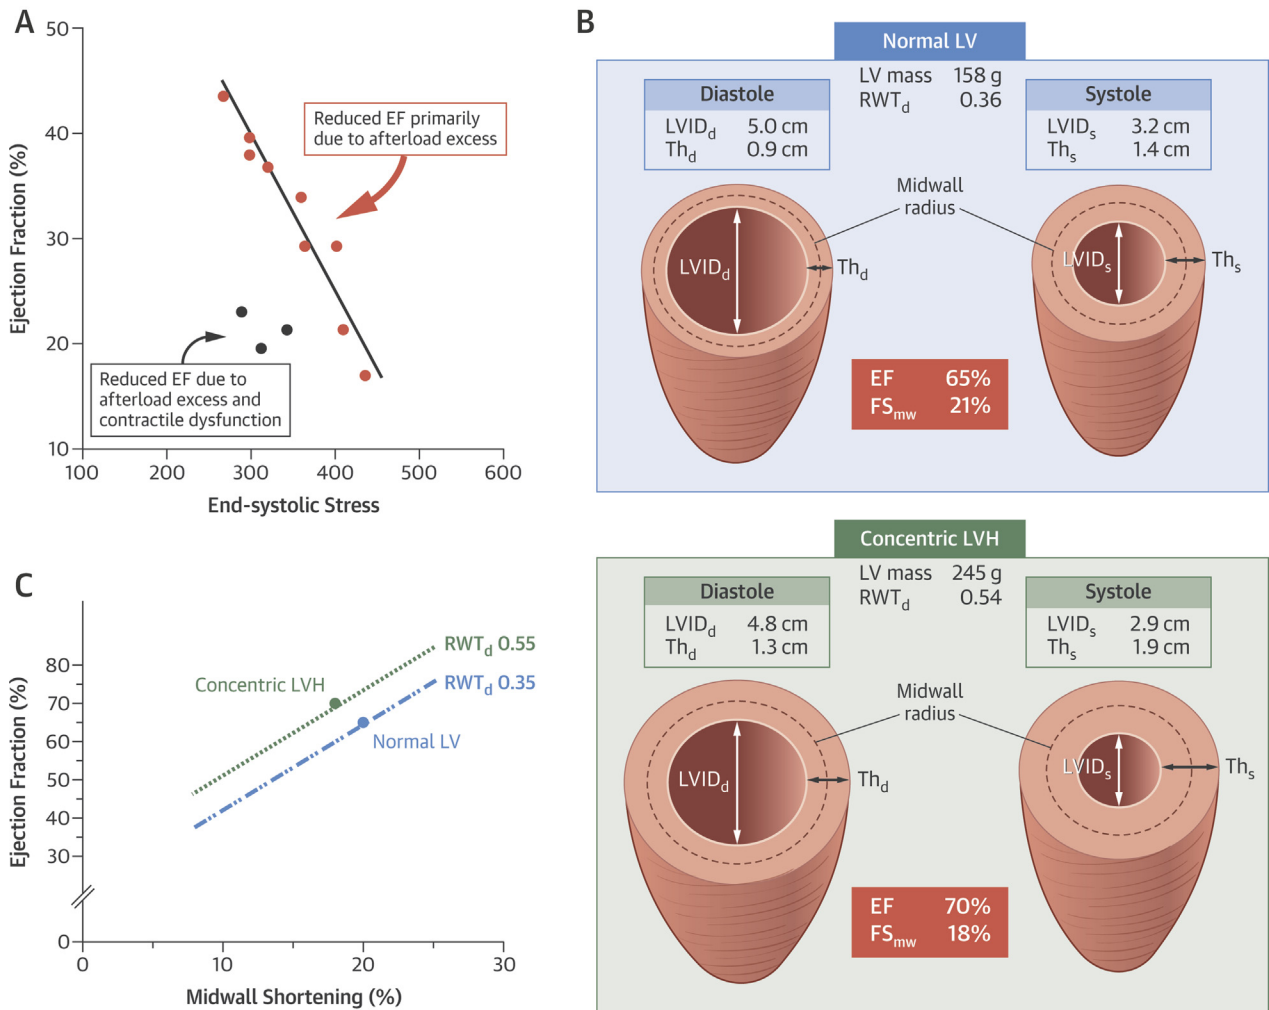 A
50
40
30
20
10
Ejection Fraction (%)
100 200 300 400 500 600
End-systolic Stress
Reduced EF primarily
due to afterload excess
Reduced EF due to
afterload excess and
contractile dysfunction
B
Normal LV
LV mass 158 g
RWTd 0.36
Diastole
LVIDd 5.0 cm
Thd 0.9 cm
Systole
LVIDs 3.2 cm
Ths 1.4 cm
Midwall
radius
LVIDd
Thd
LVIDs
Ths
EF 65%
FSmw 21%
Concentric LVH
LV mass 245 g
RWTd 0.54
Diastole
LVIDd 4.8 cm
Thd 1.3 cm
Systole
LVIDs 2.9 cm
Ths 1.9 cm
Midwall
radius
LVIDd
Thd
LVIDs
Ths
EF 70%
FSmw 18%
C
80
70
60
50
40
30
0
Ejection Fraction (%)
0 10 20 30
Midwall Shortening (%)
RWTd 0.55
RWTd 0.35
Concentric LVH
Normal LV